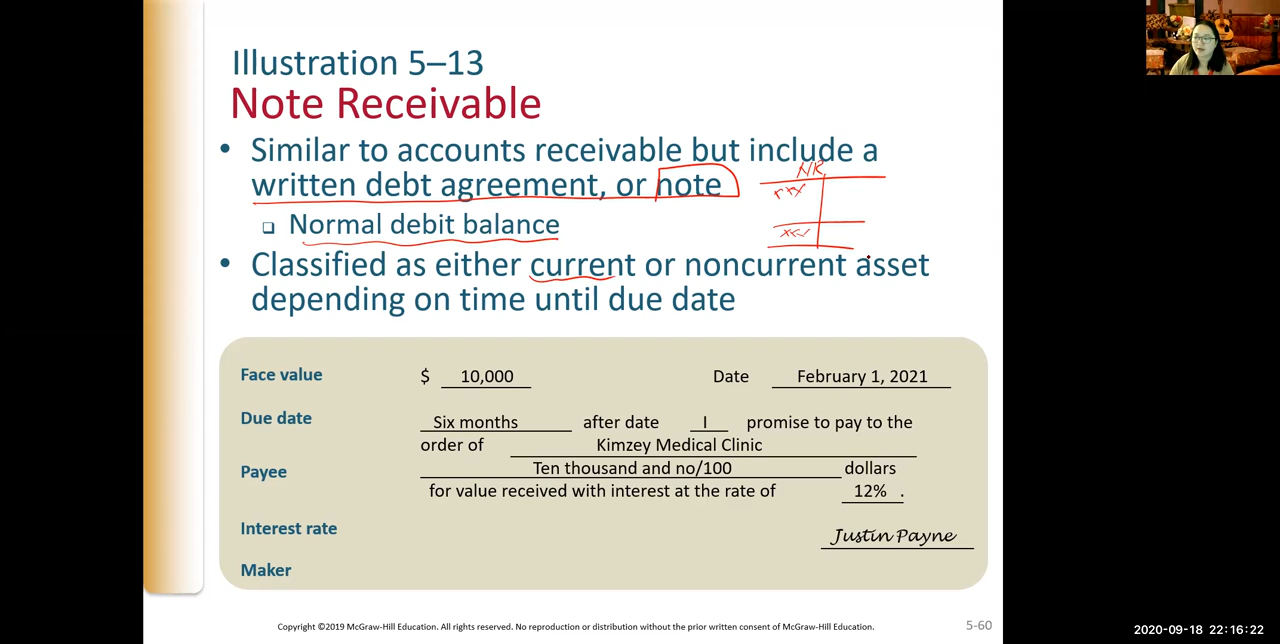 Illustration 5–13
Note Receivable
• Similar to accounts receivable but include a
written debt agreement, or note
NR
xxx
❑ Normal debit balance
xxx
• Classified as either current or noncurrent asset
depending on time until due date
Face value $ 10,000 Date February 1, 2021
Due date Six months after date I promise to pay to the
order of Kimzey Medical Clinic
Payee Ten thousand and no/100 dollars
for value received with interest at the rate of 12% .
Interest rate
Justin Payne
Maker
Copyright ©2019 McGraw-Hill Education. All rights reserved. No reproduction or distribution without the prior written consent of McGraw-Hill Education.
5-60
2020-09-18 22:16:22